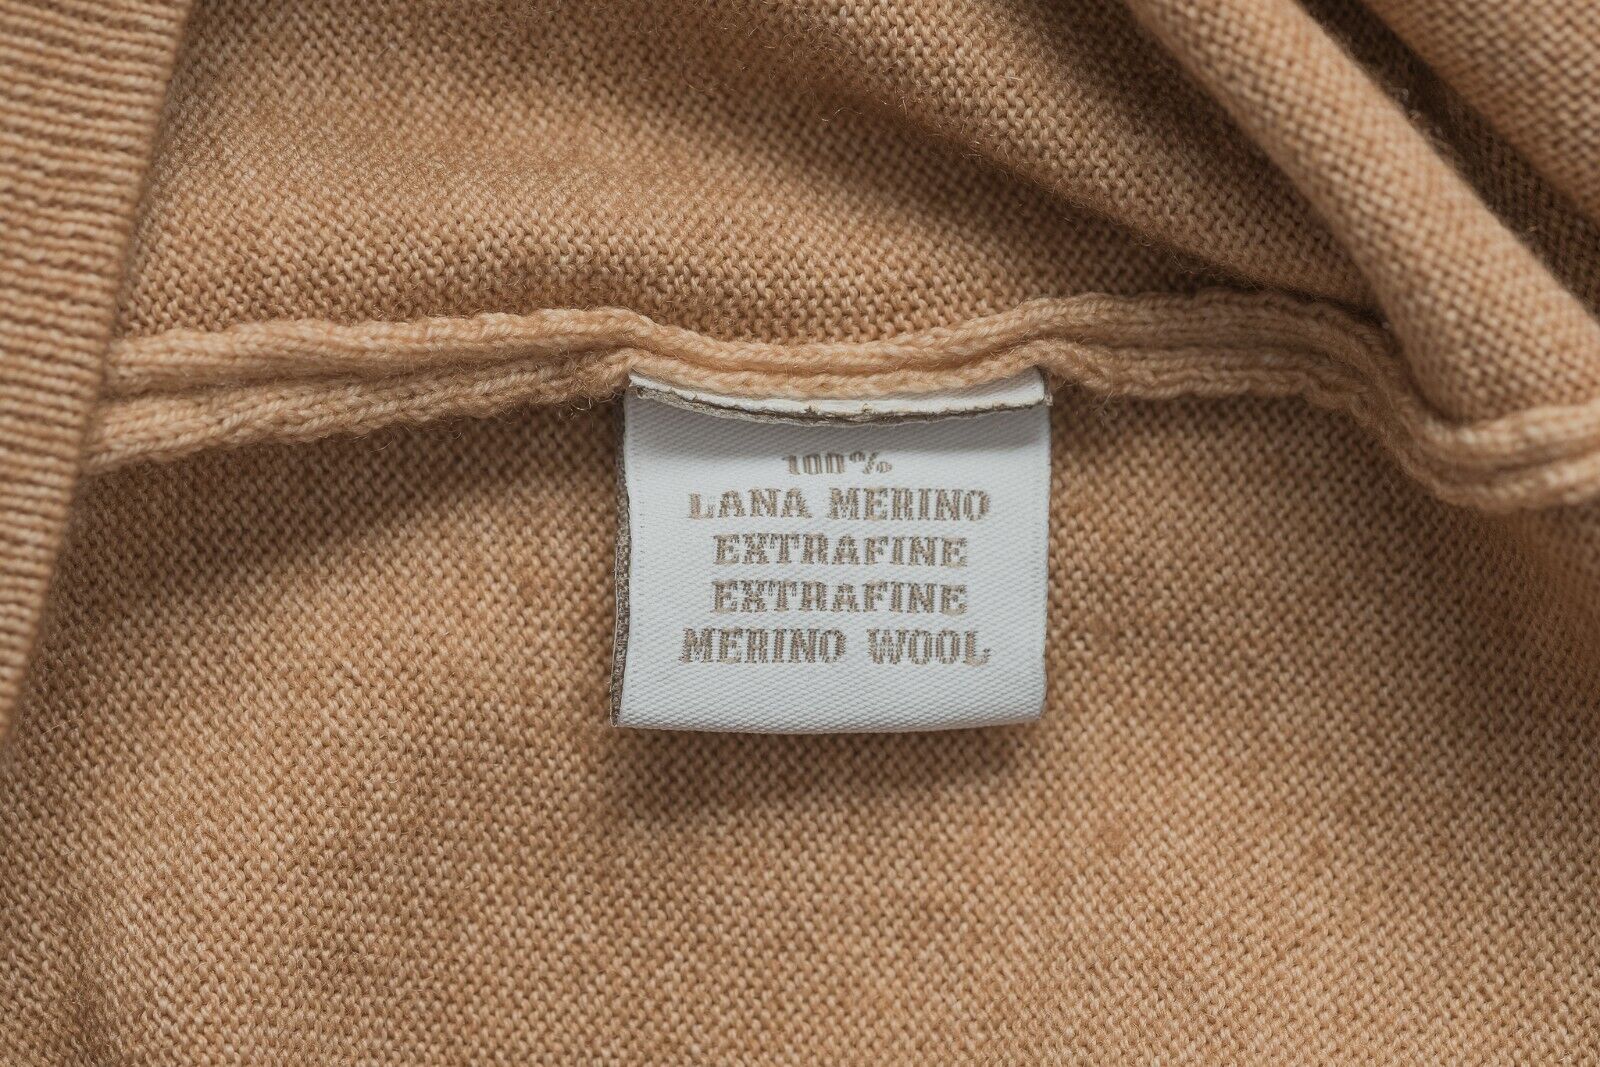 100%
LANA MERINO
EXTRAFINE
EXTRAFINE
MERINO WOOL